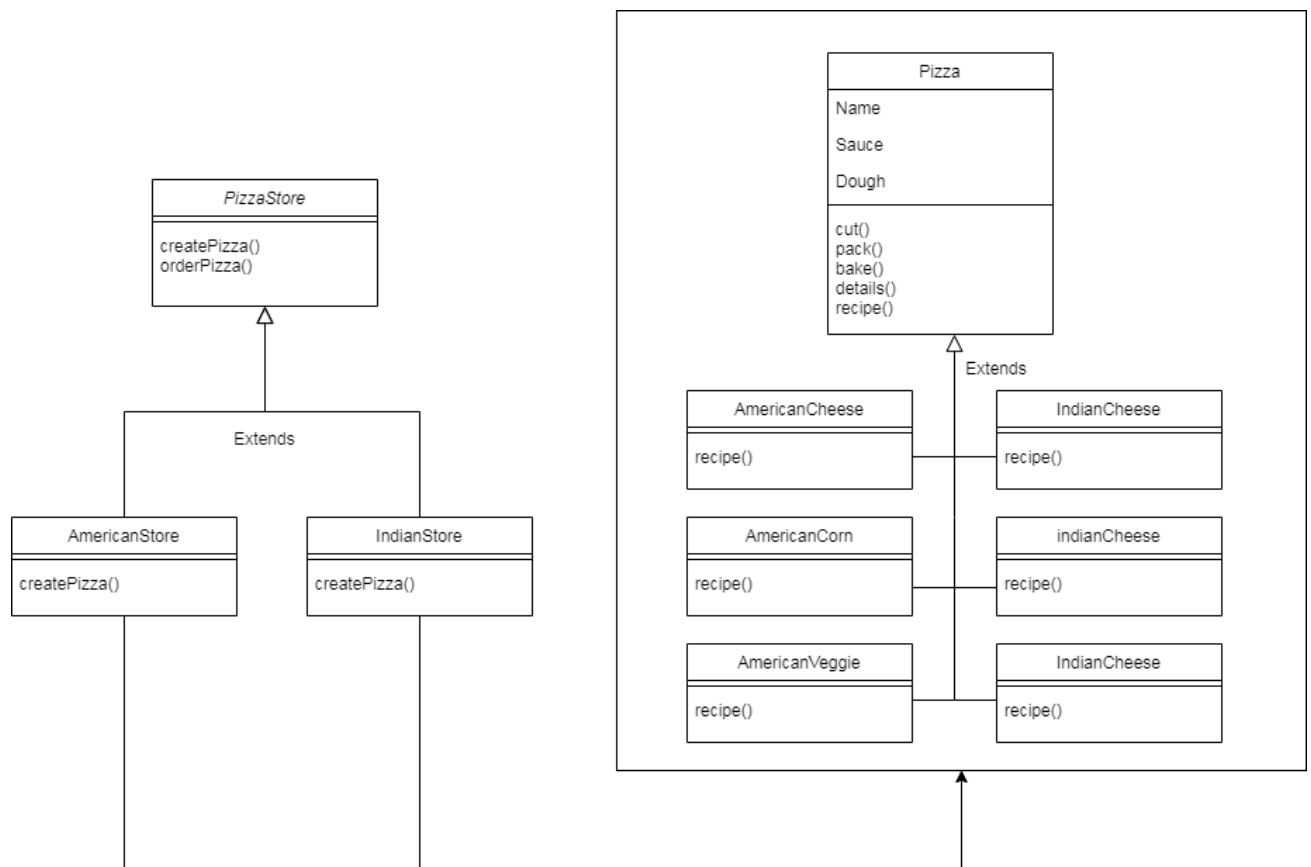 PizzaStore
createPizza()
orderPizza()
Extends
AmericanStore
createPizza()
IndianStore
createPizza()
Pizza
Name
Sauce
Dough
cut()
pack()
bake()
details()
recipe()
Extends
AmericanCheese
recipe()
IndianCheese
recipe()
AmericanCorn
recipe()
indianCheese
recipe()
AmericanVeggie
recipe()
IndianCheese
recipe()